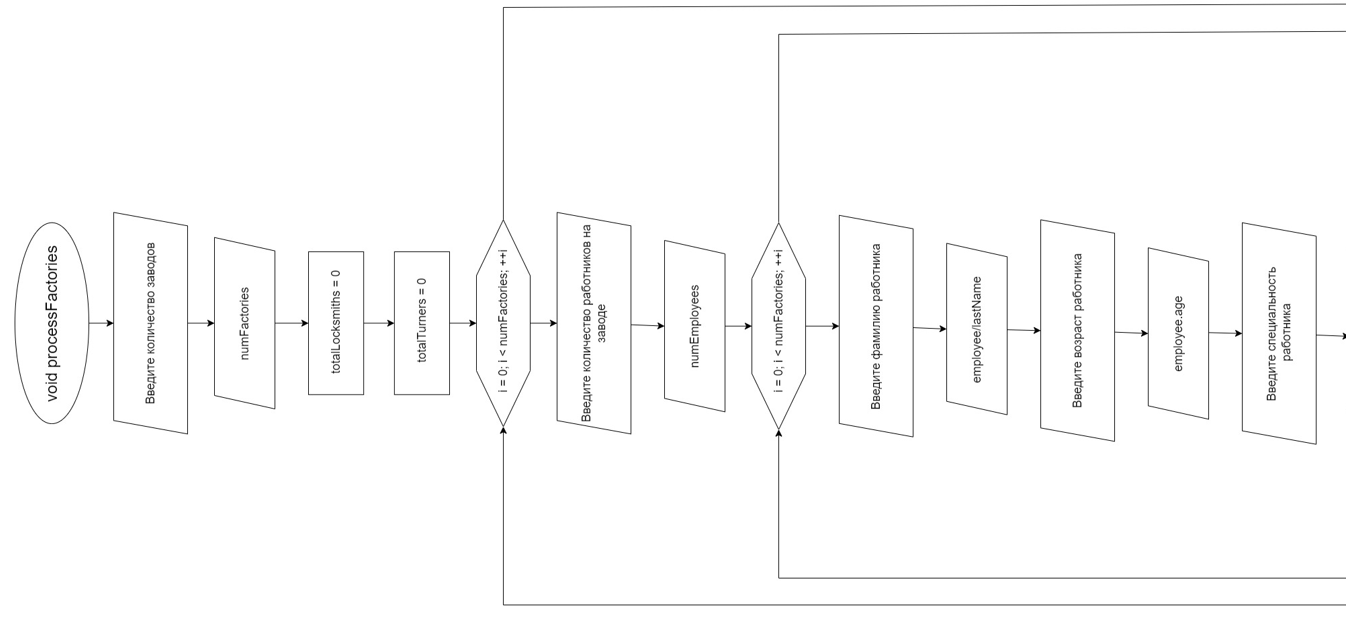 void processFactories
Введите количество заводов
numFactories
totalLocksmiths = 0
totalTurners = 0
i = 0; i < numFactories; ++i
Введите количество работников на
заводе
numEmployees
i = 0; i < numFactories; ++i
Введите фамилию работника
employee/lastName
Введите возраст работника
employee.age
Введите специальность
работника